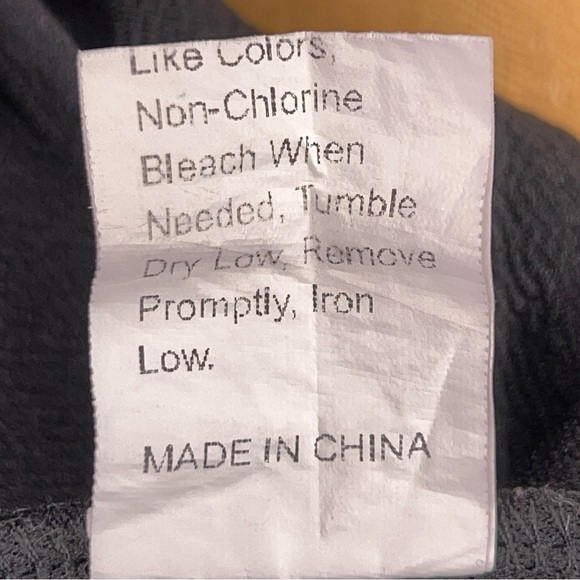 Like Colors,
Non-Chlorine
Bleach When
Needed, Tumble
Dry Low, Remove
Promptly, Iron
Low.
MADE IN CHINA